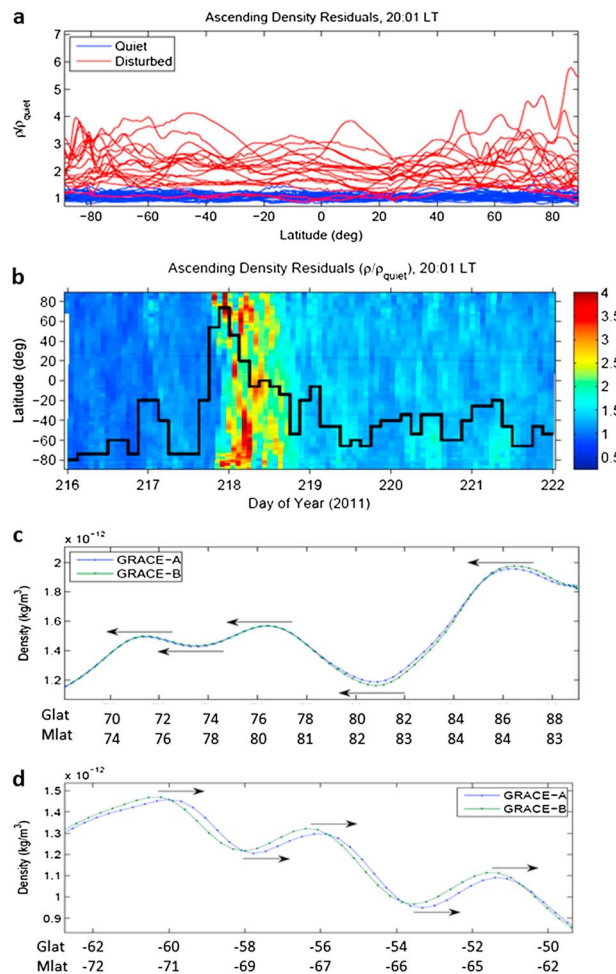 a
Ascending Density Residuals, 20:01 LT
7
6
5
4
3
2
1
Quiet
Disturbed
ρ/ρquiet
-80 -60 -40 -20 0 20 40 60 80
Latitude (deg)
b
Ascending Density Residuals (ρ/ρquiet), 20:01 LT
80
60
40
20
0
-20
-40
-60
-80
Latitude (deg)
4
3.5
3
2.5
2
1.5
1
0.5
216 217 218 219 220 221 222
Day of Year (2011)
c
x 10⁻¹²
GRACE-A
GRACE-B
2
1.8
1.6
1.4
1.2
Density (kg/m³)
Glat 70 72 74 76 78 80 82 84 86 88
Mlat 74 76 78 80 81 82 83 84 84 83
d
x 10⁻¹²
GRACE-A
GRACE-B
1.5
1.4
1.3
1.2
1.1
1
0.9
Density (kg/m³)
Glat -62 -60 -58 -56 -54 -52 -50
Mlat -72 -71 -69 -67 -66 -65 -62